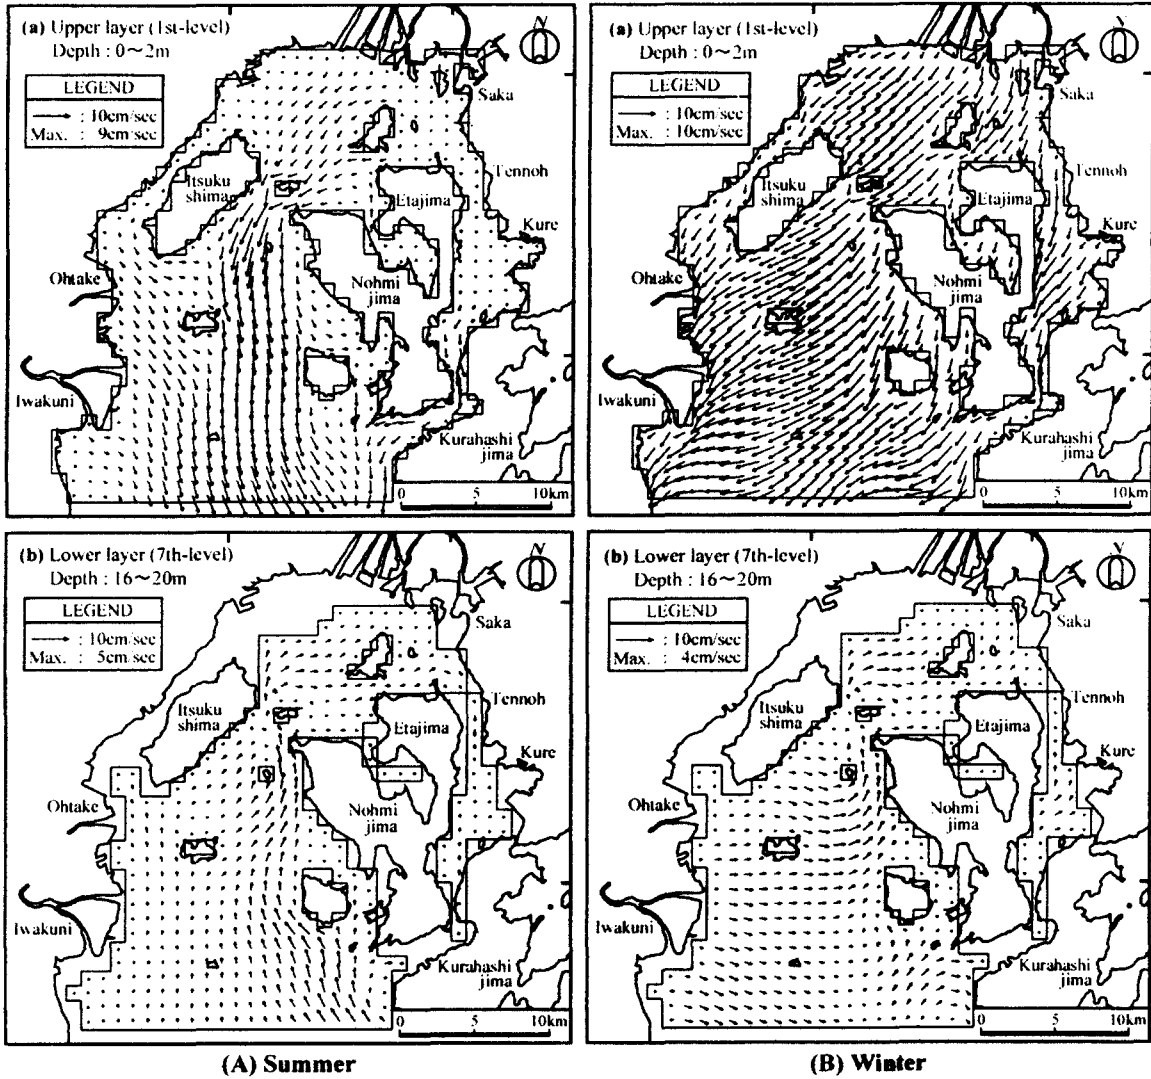 (a) Upper layer (1st-level)
Depth : 0~2m
N
LEGEND
: 10cm/sec
Max. : 9cm/sec
Saka
Itsuku
shima
Tennoh
Etajima
Kure
Ohtake
Nohmi
jima
Iwakuni
Kurahashi
jima
0 5 10km
(a) Upper layer (1st-level)
Depth : 0~2m
LEGEND
: 10cm/sec
Max. : 10cm/sec
Saka
Itsuku
shima
Tennoh
Etajima
Kure
Ohtake
Nohmi
jima
Iwakuni
Kurahashi
jima
0 5 10km
(b) Lower layer (7th-level)
Depth : 16~20m
N
LEGEND
: 10cm/sec
Max. : 5cm/sec
Saka
Itsuku
shima
Tennoh
Etajima
Kure
Ohtake
Nohmi
jima
Iwakuni
Kurahashi
jima
0 5 10km
(b) Lower layer (7th-level)
Depth : 16~20m
LEGEND
: 10cm/sec
Max. : 4cm/sec
Saka
Itsuku
shima
Tennoh
Etajima
Kure
Ohtake
Nohmi
jima
Iwakuni
Kurahashi
jima
0 5 10km
(A) Summer
(B) Winter